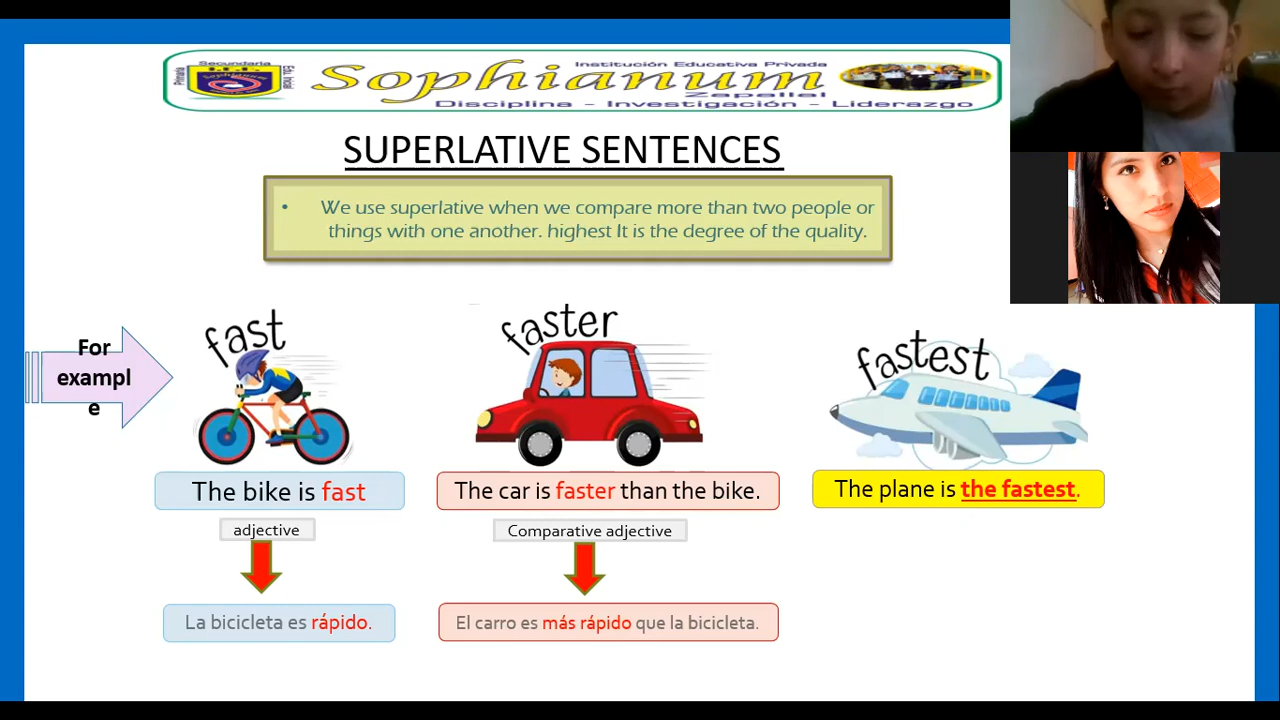 Secundaria
Primaria
Sophianum
Institución Educativa Privada
Sophianum
Zapallal
Disciplina - Investigación - Liderazgo
SUPERLATIVE SENTENCES
• We use superlative when we compare more than two people or
things with one another. highest It is the degree of the quality.
For
exampl
e
fast
faster
fastest
The bike is fast
The car is faster than the bike.
The plane is the fastest.
adjective
Comparative adjective
La bicicleta es rápido.
El carro es más rápido que la bicicleta.